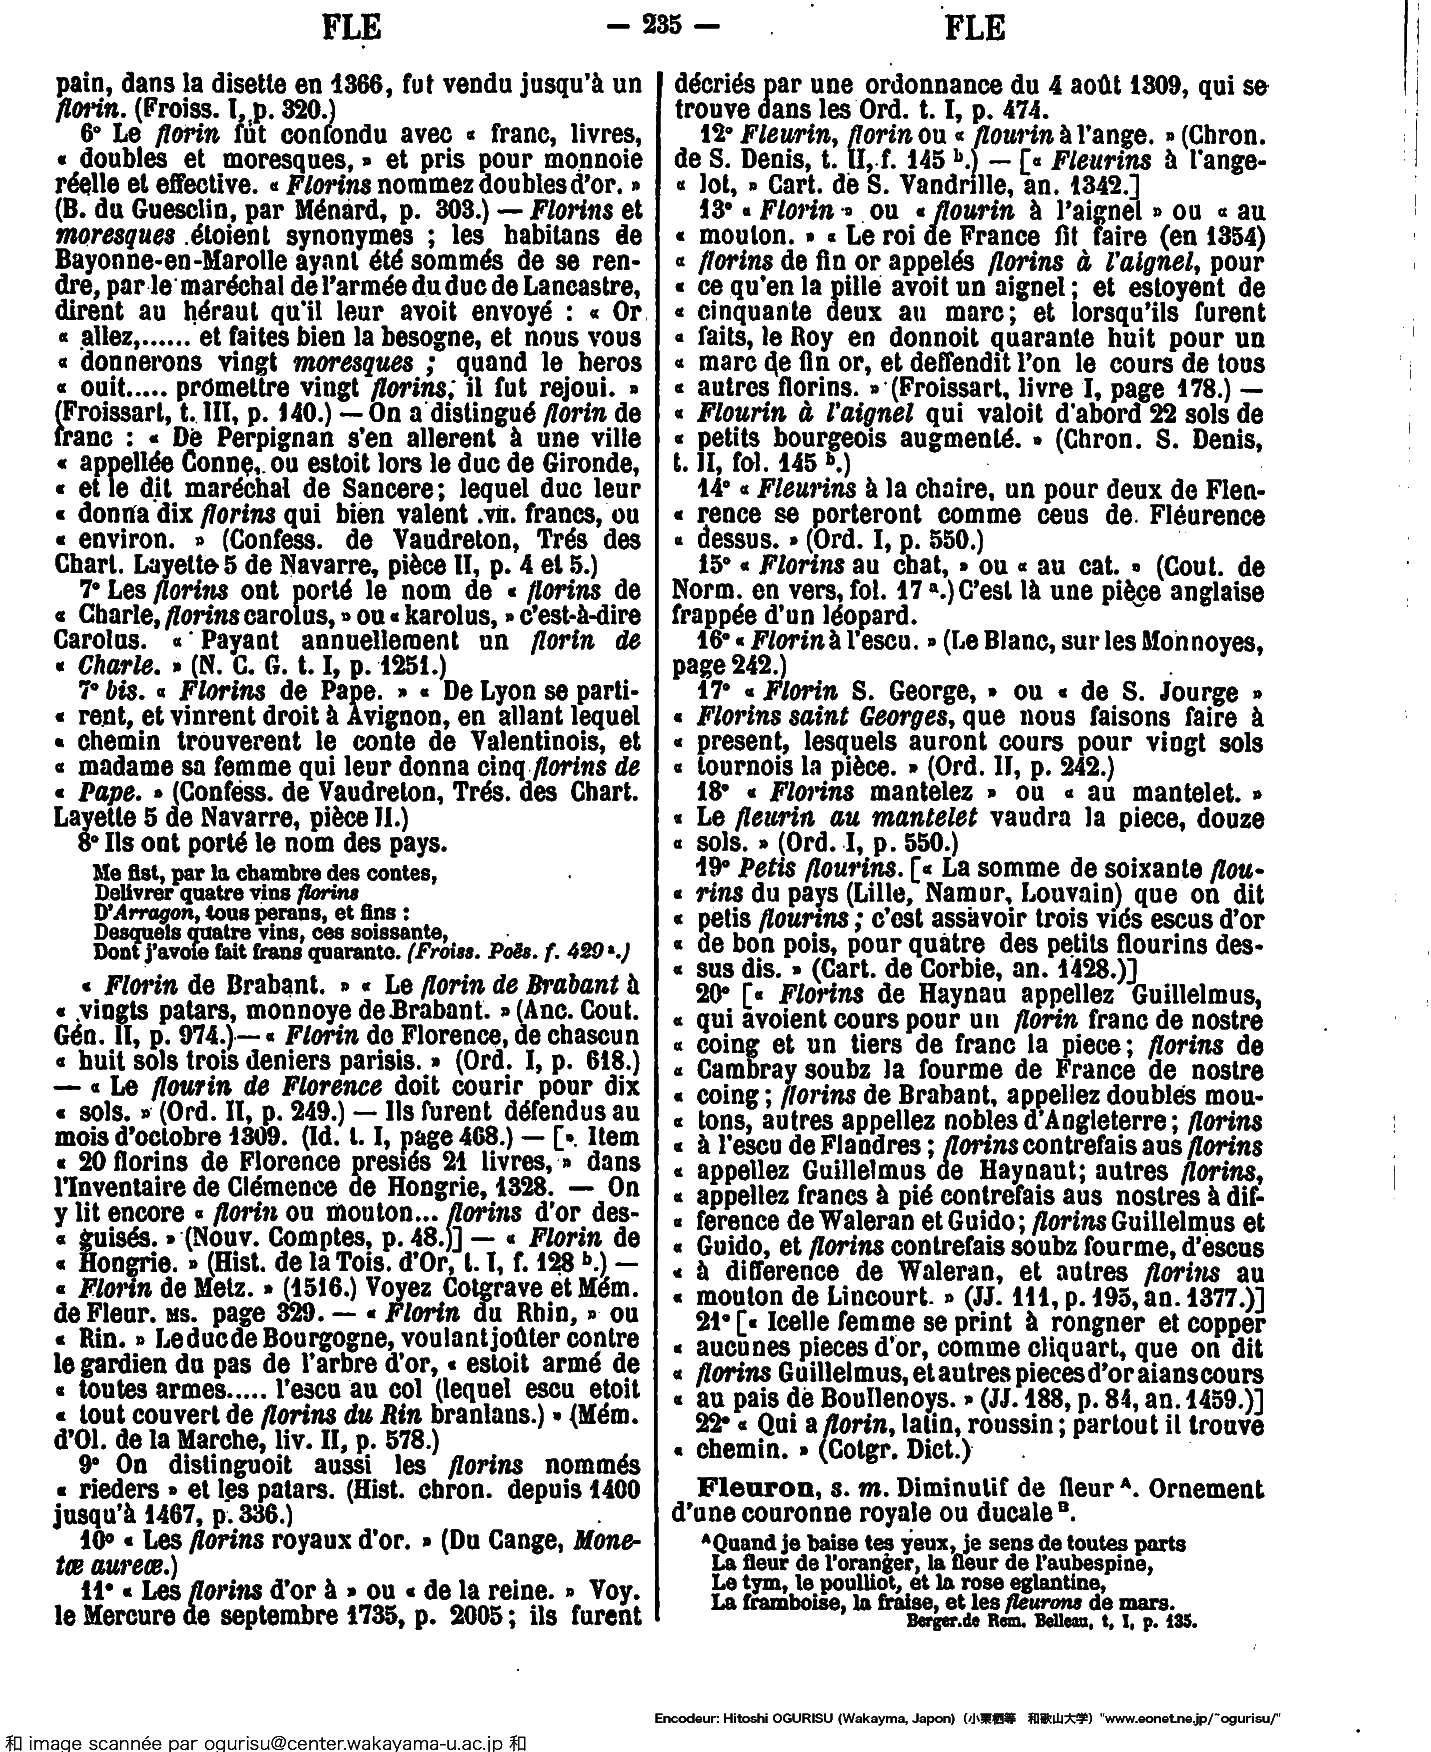 FLE
— 235 —
FLE
pain, dans la disette en 1366, fut vendu jusqu'à un
florin. (Froiss. I, p. 320.)
6° Le florin fut confondu avec « franc, livres,
« doubles et moresques, » et pris pour monnoie
réelle et effective. « Florins nommez doubles d'or. »
(B. du Guesclin, par Ménard, p. 303.) — Florins et
moresques étoient synonymes ; les habitans de
Bayonne-en-Marolle ayant été sommés de se ren-
dre, par le maréchal de l'armée du duc de Lancastre,
dirent au héraut qu'il leur avoit envoyé : « Or
« allez,...... et faites bien la besogne, et nous vous
« donnerons vingt moresques ; quand le heros
« ouit..... promettre vingt florins, il fut rejoui. »
(Froissart, t. III, p. 140.) — On a distingué florin de
franc : « De Perpignan s'en allerent à une ville
« appellée Conne, ou estoit lors le duc de Gironde,
« et le dit maréchal de Sancere ; lequel duc leur
« donna dix florins qui bien valent .VII. francs, ou
« environ. » (Confess. de Vaudreton, Trés des
Chart. Layette 5 de Navarre, pièce II, p. 4 et 5.)
7° Les florins ont porté le nom de « florins de
« Charle, florins carolus, » ou « karolus, » c'est-à-dire
Carolus. « Payant annuellement un florin de
« Charle. » (N. C. G. t. I, p. 1251.)
7° bis. « Florins de Pape. » « De Lyon se parti-
« rent, et vinrent droit à Avignon, en allant lequel
« chemin trouverent le conte de Valentinois, et
« madame sa femme qui leur donna cinq florins de
« Pape. » (Confess. de Vaudreton, Trés. des Chart.
Layette 5 de Navarre, pièce II.)
8° Ils ont porté le nom des pays.
Me fist, par la chambre des contes,
Delivrer quatre vins florins
D'Arragon, tous perans, et fins :
Desquels quatre vins, ces soissante,
Dont j'avoie fait frans quarante. (Froiss. Poës. f. 429 a.)
« Florin de Brabant. » « Le florin de Brabant à
« vingts patars, monnoye de Brabant. » (Anc. Cout.
Gén. II, p. 974.) — « Florin de Florence, de chascun
« huit sols trois deniers parisis. » (Ord. I, p. 618.)
— « Le flourin de Florence doit courir pour dix
« sols. » (Ord. II, p. 249.) — Ils furent défendus au
mois d'octobre 1309. (Id. t. I, page 468.) — [« Item
« 20 florins de Florence presiés 21 livres, » dans
l'Inventaire de Clémence de Hongrie, 1328. — On
y lit encore « florin ou mouton... florins d'or des-
« guisés. » (Nouv. Comptes, p. 48.)] — « Florin de
« Hongrie. » (Hist. de la Tois. d'Or, t. I, f. 128 b.) —
« Florin de Metz. » (1516.) Voyez Cotgrave et Mém.
de Fleur. MS. page 329. — « Florin du Rhin, » ou
« Rin. » Le duc de Bourgogne, voulant joûter contre
le gardien du pas de l'arbre d'or, « estoit armé de
« toutes armes..... l'escu au col (lequel escu etoit
« tout couvert de florins du Rin branlans.) » (Mém.
d'Ol. de la Marche, liv. II, p. 578.)
9° On distinguoit aussi les florins nommés
« rieders » et les patars. (Hist. chron. depuis 1400
jusqu'à 1467, p. 336.)
10° « Les florins royaux d'or. » (Du Cange, Mone-
tæ aureæ.)
11° « Les florins d'or à » ou « de la reine. » Voy.
le Mercure de septembre 1735, p. 2005 ; ils furent
décriés par une ordonnance du 4 août 1309, qui se
trouve dans les Ord. t. I, p. 474.
12° Fleurin, florin ou « flourin à l'ange. » (Chron.
de S. Denis, t. II, f. 145 b.) — [« Fleurins à l'ange-
« lot, » Cart. de S. Vandrille, an. 1342.]
13° « Florin » ou « flourin à l'aignel » ou « au
« mouton. » « Le roi de France fit faire (en 1354)
« florins de fin or appelés florins à l'aignel, pour
« ce qu'en la pille avoit un aignel ; et estoyent de
« cinquante deux au marc ; et lorsqu'ils furent
« faits, le Roy en donnoit quarante huit pour un
« marc de fin or, et deffendit l'on le cours de tous
« autres florins. » (Froissart, livre I, page 178.) —
« Flourin à l'aignel qui valoit d'abord 22 sols de
« petits bourgeois augmenté. » (Chron. S. Denis,
t. II, fol. 145 b.)
14° « Fleurins à la chaire, un pour deux de Flen-
« rence se porteront comme ceus de Fléurence
« dessus. » (Ord. I, p. 550.)
15° « Florins au chat, » ou « au cat. » (Cout. de
Norm. en vers, fol. 17 a.) C'est là une pièce anglaise
frappée d'un léopard.
16° « Florin à l'escu. » (Le Blanc, sur les Monnoyes,
page 242.)
17° « Florin S. George, » ou « de S. Jourge »
« Florins saint Georges, que nous faisons faire à
« present, lesquels auront cours pour vingt sols
« tournois la pièce. » (Ord. II, p. 242.)
18° « Florins mantelez » ou « au mantelet. »
« Le fleurin au mantelet vaudra la piece, douze
« sols. » (Ord. I, p. 550.)
19° Petis flourins. [« La somme de soixante flou-
« rins du pays (Lille, Namur, Louvain) que on dit
« petis flourins ; c'est assavoir trois viés escus d'or
« de bon pois, pour quatre des petits flourins des-
« sus dis. » (Cart. de Corbie, an. 1428.)]
20° [« Florins de Haynau appellez Guillelmus,
« qui avoient cours pour un florin franc de nostre
« coing et un tiers de franc la piece ; florins de
« Cambray soubz la fourme de France de nostre
« coing ; florins de Brabant, appellez doubles mou-
« tons, autres appellez nobles d'Angleterre ; florins
« à l'escu de Flandres ; florins contrefais aus florins
« appellez Guillelmus de Haynaut ; autres florins,
« appellez francs à pié contrefais aus nostres à dif-
« ference de Waleran et Guido ; florins Guillelmus et
« Guido, et florins contrefais soubz fourme, d'escus
« à difference de Waleran, et autres florins au
« mouton de Lincourt. » (JJ. 111, p. 195, an. 1377.)]
21° [« Icelle femme se print à rongner et copper
« aucunes pieces d'or, comme cliquart, que on dit
« florins Guillelmus, et autres pieces d'or aians cours
« au pais de Boullenoys. » (JJ. 188, p. 84, an. 1459.)]
22° « Qui a florin, latin, roussin ; partout il trouve
« chemin. » (Cotgr. Dict.)
Fleuron, s. m. Diminutif de fleur A. Ornement
d'une couronne royale ou ducale B.
A Quand je baise tes yeux, je sens de toutes parts
La fleur de l'oranger, la fleur de l'aubespine,
Le tym, le poulliot, et la rose eglantine,
La framboise, la fraise, et les fleurons de mars.
Berger. de Rem. Belleau, t, I, p. 135.
Encodeur: Hitoshi OGURISU (Wakayma, Japon) (小栗栖等 和歌山大学) "www.eonet.ne.jp/~ogurisu/"
和 image scannée par ogurisu@center.wakayama-u.ac.jp 和